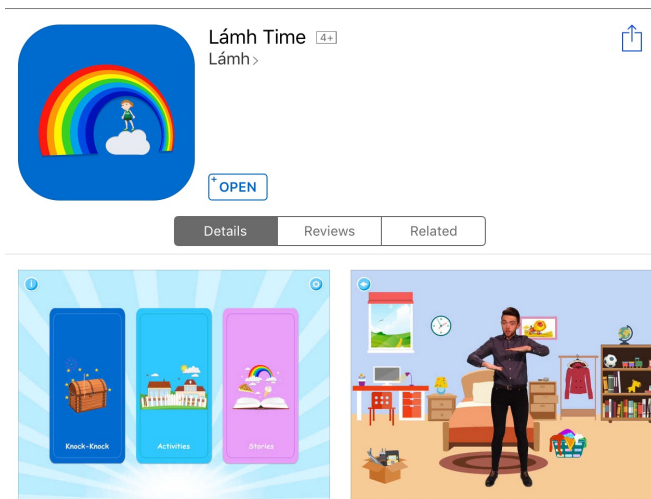 Lámh Time 4+
Lámh >
+ OPEN
Details Reviews Related
Knock-Knock Activities Stories